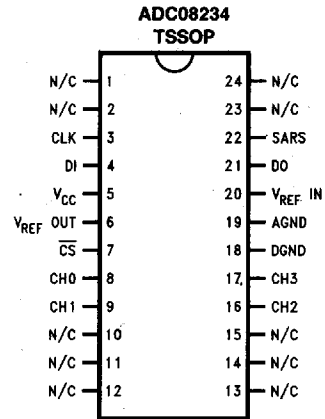 ADC08234
TSSOP
N/C 1 24 N/C
N/C 2 23 N/C
CLK 3 22 SARS
DI 4 21 DO
VCC 5 20 VREF IN
VREF OUT 6 19 AGND
C̅S̅ 7 18 DGND
CH0 8 17 CH3
CH1 9 16 CH2
N/C 10 15 N/C
N/C 11 14 N/C
N/C 12 13 N/C